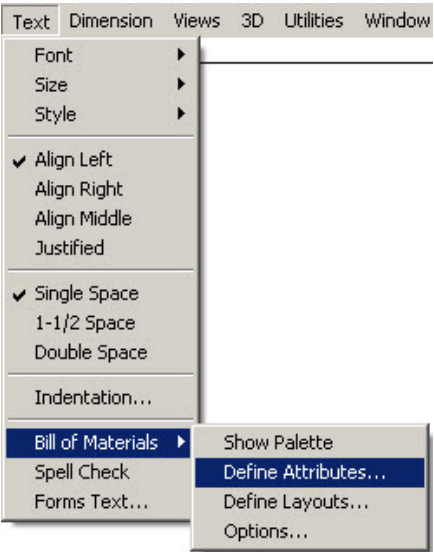 Text Dimension Views 3D Utilities Window
Font
Size
Style
Align Left
Align Right
Align Middle
Justified
Single Space
1-1/2 Space
Double Space
Indentation...
Bill of Materials
Show Palette
Spell Check
Define Attributes...
Forms Text...
Define Layouts...
Options...